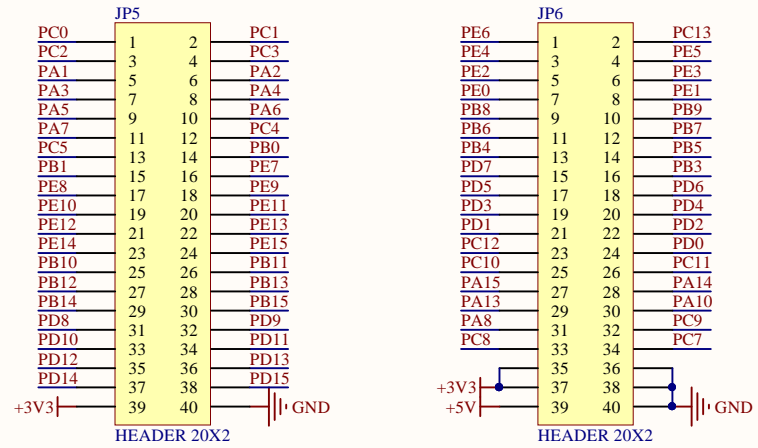 JP5 JP6
PC0 1 2 PC1 PE6 1 2 PC13
PC2 3 4 PC3 PE4 3 4 PE5
PA1 5 6 PA2 PE2 5 6 PE3
PA3 7 8 PA4 PE0 7 8 PE1
PA5 9 10 PA6 PB8 9 10 PB9
PA7 11 12 PC4 PB6 11 12 PB7
PC5 13 14 PB0 PB4 13 14 PB5
PB1 15 16 PE7 PD7 15 16 PB3
PE8 17 18 PE9 PD5 17 18 PD6
PE10 19 20 PE11 PD3 19 20 PD4
PE12 21 22 PE13 PD1 21 22 PD2
PE14 23 24 PE15 PC12 23 24 PD0
PB10 25 26 PB11 PC10 25 26 PC11
PB12 27 28 PB13 PA15 27 28 PA14
PB14 29 30 PB15 PA13 29 30 PA10
PD8 31 32 PD9 PA8 31 32 PC9
PD10 33 34 PD11 PC8 33 34 PC7
PD12 35 36 PD13 35 36
PD14 37 38 PD15 +3V3 37 38
+3V3 39 40 GND +5V 39 40 GND
HEADER 20X2 HEADER 20X2